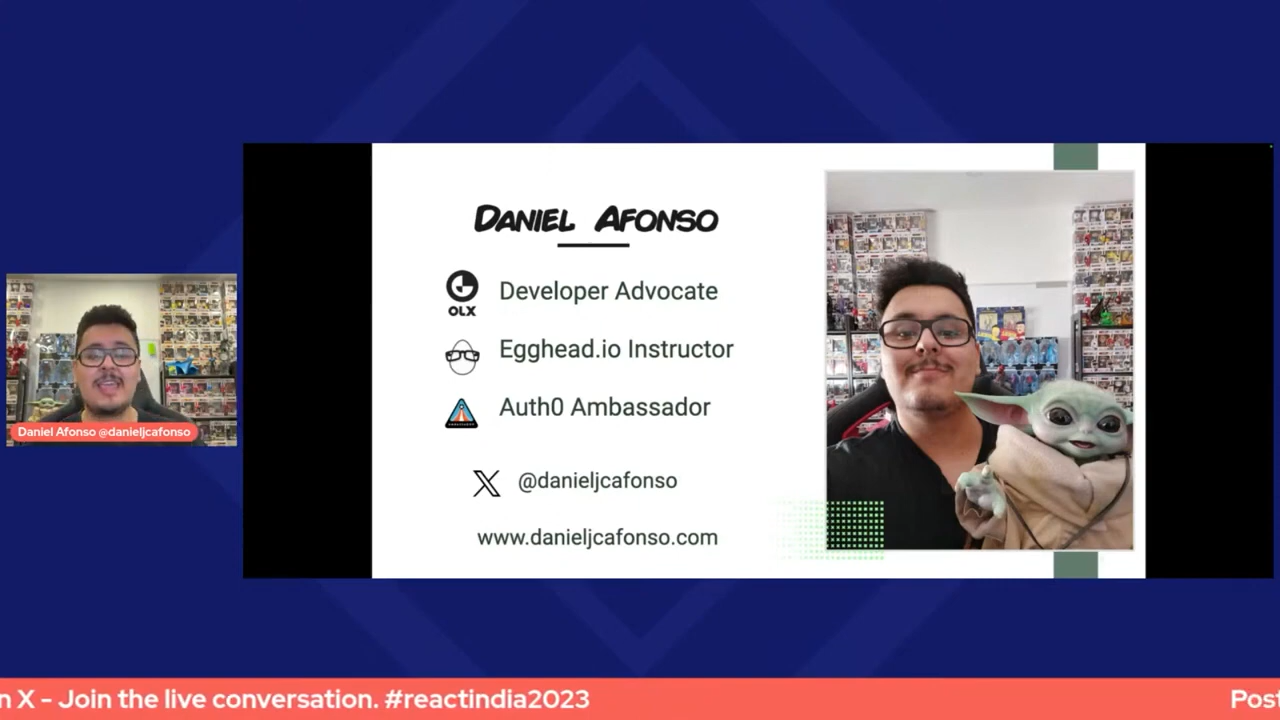 DANIEL AFONSO
OLX
Developer Advocate
Egghead.io Instructor
Auth0 Ambassador
@danieljcafonso
www.danieljcafonso.com
Daniel Afonso @danieljcafonso
n X - Join the live conversation. #reactindia2023
Post